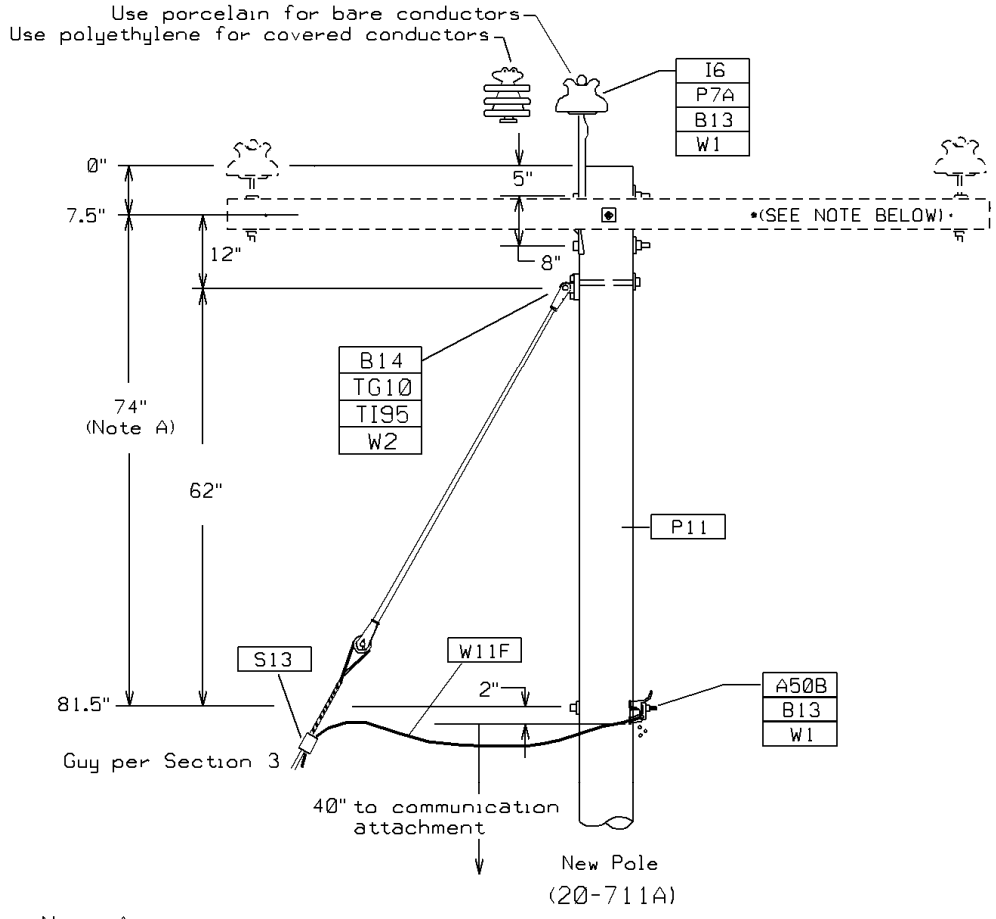 Use porcelain for bare conductors
Use polyethylene for covered conductors
I6
P7A
B13
W1
0"
5"
7.5"
*(SEE NOTE BELOW)
12"
8"
B14
TG10
TI95
W2
74"
(Note A)
62"
P11
S13
W11F
2"
81.5"
A50B
B13
W1
Guy per Section 3
40" to communication
attachment
New Pole
(20-711A)